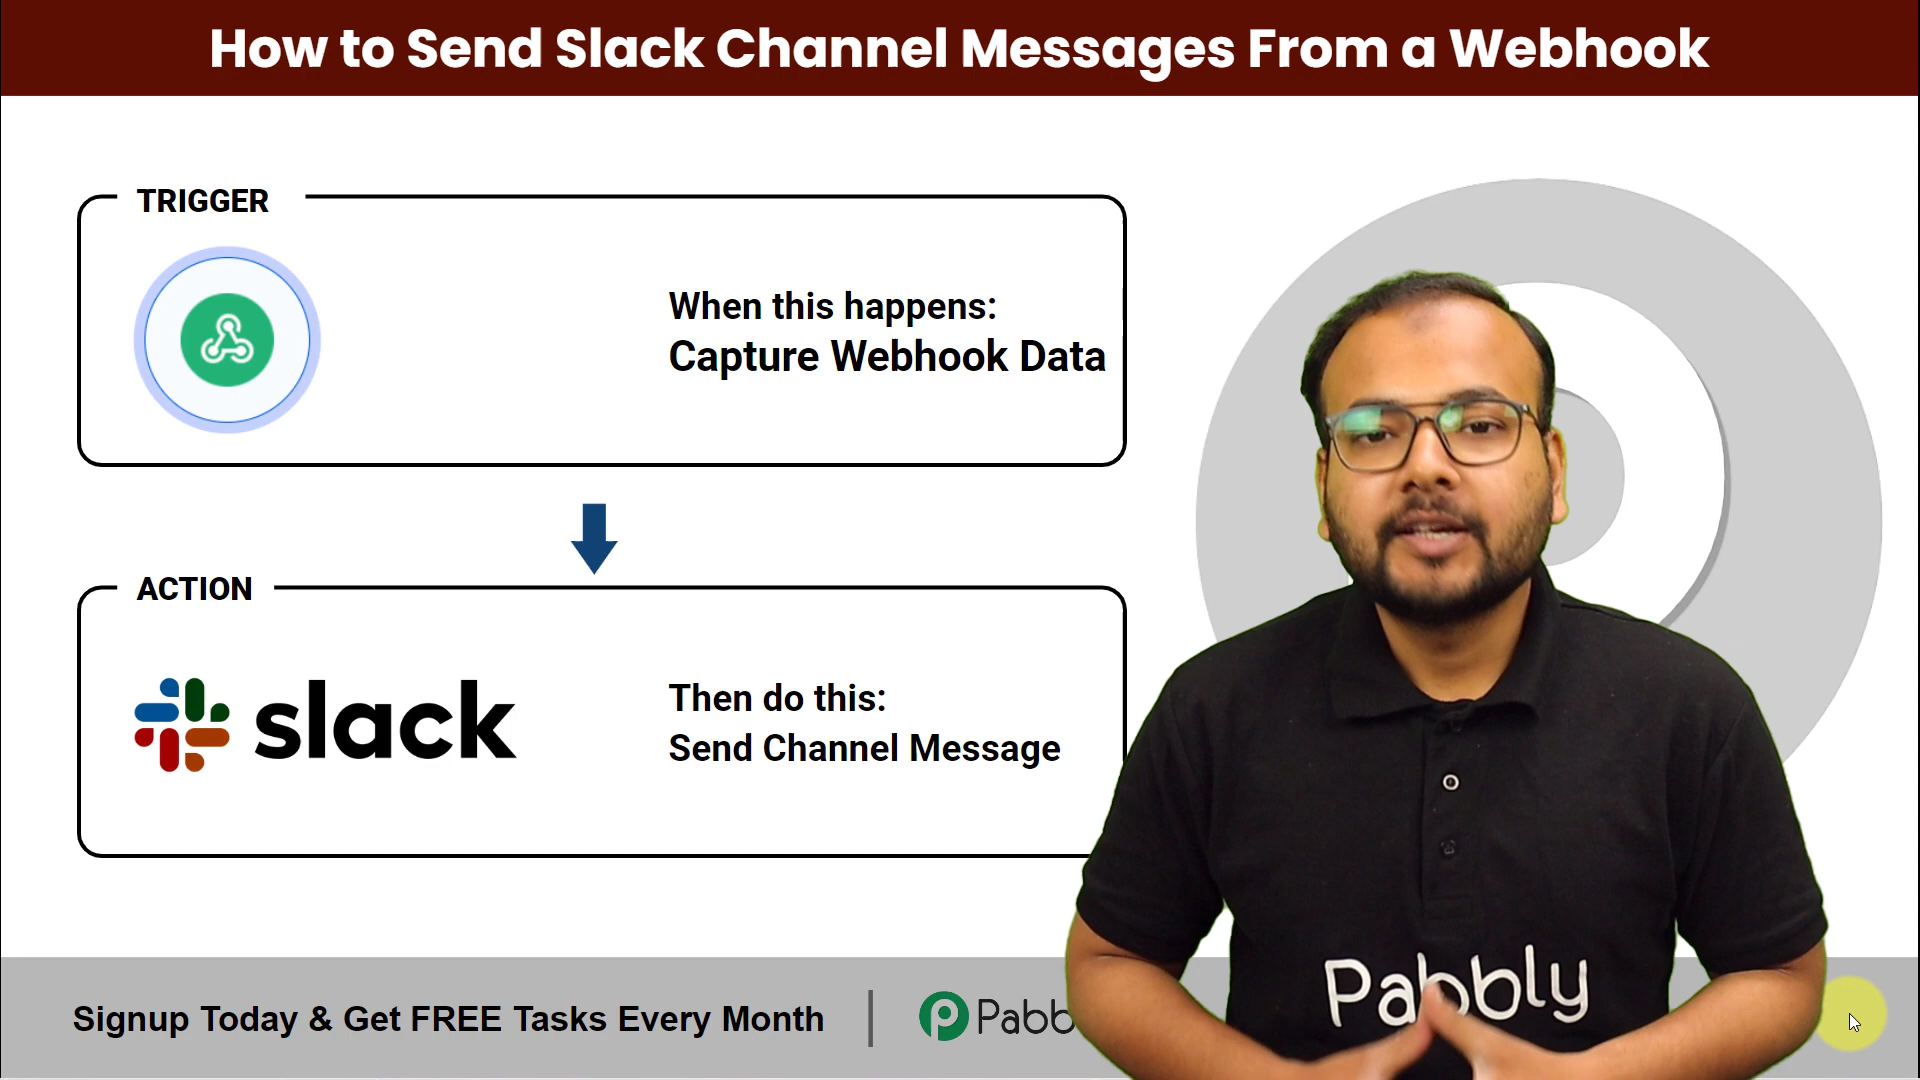 How to Send Slack Channel Messages From a Webhook
TRIGGER
When this happens:
Capture Webhook Data
ACTION
slack
Then do this:
Send Channel Message
Signup Today & Get FREE Tasks Every Month
Pabb
Pabbly